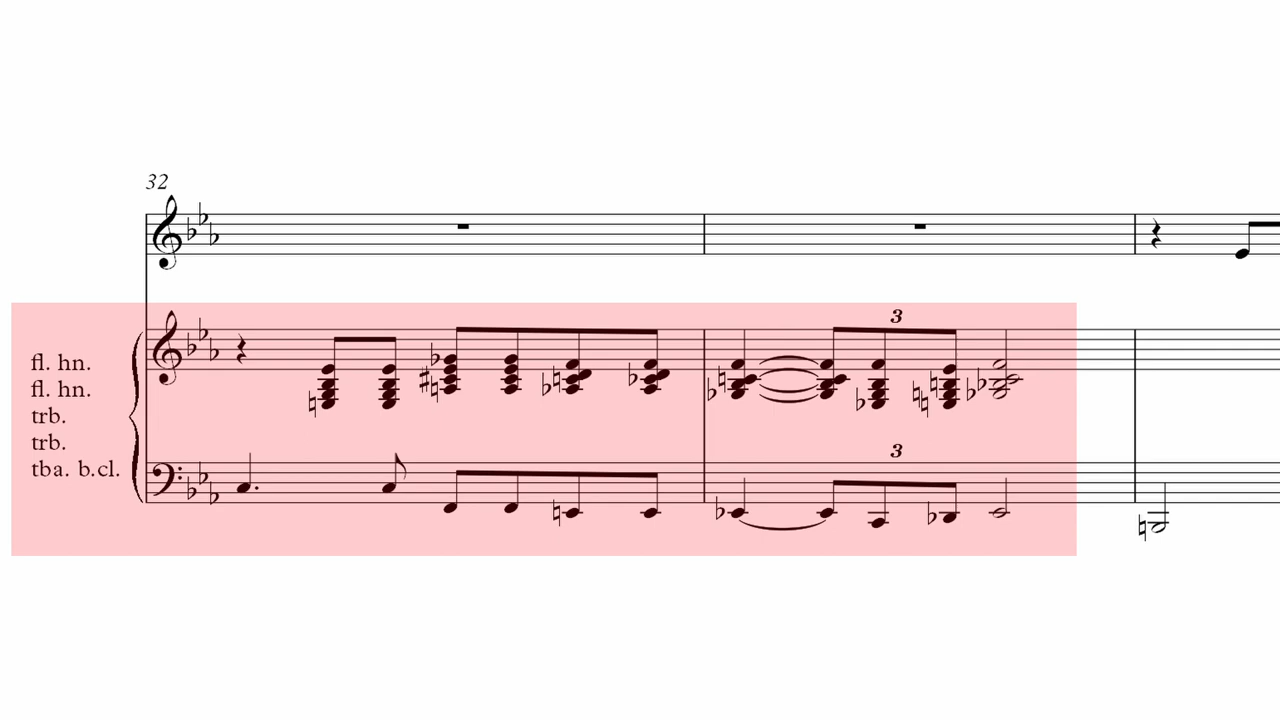 32
3
fl. hn.
fl. hn.
trb.
trb.
tba. b.cl.
3